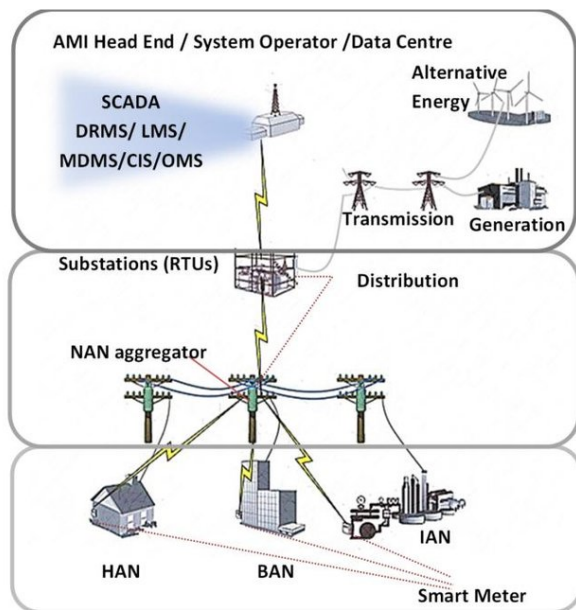 AMI Head End / System Operator /Data Centre
Alternative
Energy
SCADA
DRMS/ LMS/
MDMS/CIS/OMS
Transmission
Generation
Substations (RTUs)
Distribution
NAN aggregator
HAN
BAN
IAN
Smart Meter